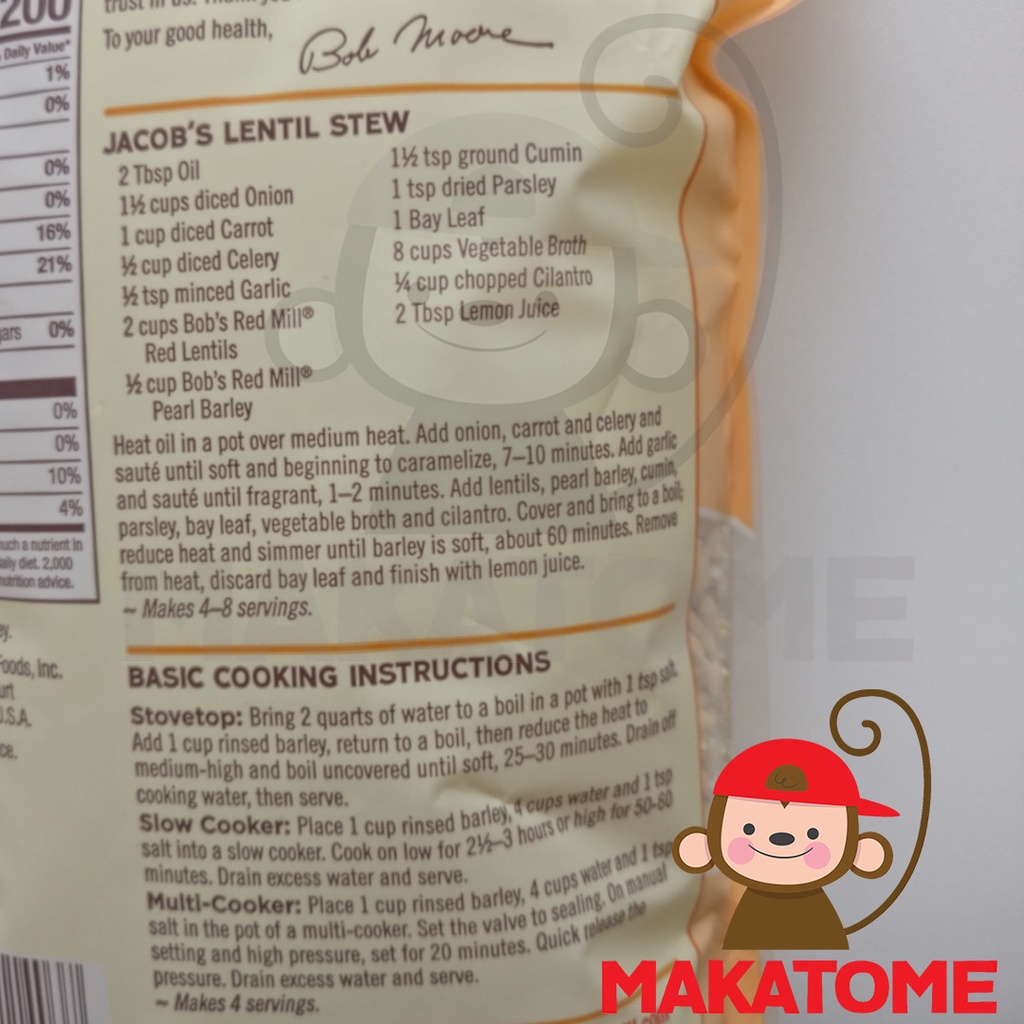 200
To your good health,
Bob Moore
Daily Value*
1%
0%
0%
0%
16%
21%
0%
0%
0%
10%
4%
such a nutrient in
daily diet. 2,000
nutrition advice.
Foods, Inc.
U.S.A.
JACOB'S LENTIL STEW
2 Tbsp Oil
1½ cups diced Onion
1 cup diced Carrot
½ cup diced Celery
½ tsp minced Garlic
2 cups Bob's Red Mill®
Red Lentils
½ cup Bob's Red Mill®
Pearl Barley
1½ tsp ground Cumin
1 tsp dried Parsley
1 Bay Leaf
8 cups Vegetable Broth
¼ cup chopped Cilantro
2 Tbsp Lemon Juice
Heat oil in a pot over medium heat. Add onion, carrot and celery and
sauté until soft and beginning to caramelize, 7–10 minutes. Add garlic
and sauté until fragrant, 1–2 minutes. Add lentils, pearl barley, cumin,
parsley, bay leaf, vegetable broth and cilantro. Cover and bring to a boil;
reduce heat and simmer until barley is soft, about 60 minutes. Remove
from heat, discard bay leaf and finish with lemon juice.
~ Makes 4–8 servings.
BASIC COOKING INSTRUCTIONS
Stovetop: Bring 2 quarts of water to a boil in a pot with 1 tsp salt.
Add 1 cup rinsed barley, return to a boil, then reduce the heat to
medium-high and boil uncovered until soft, 25–30 minutes. Drain off
cooking water, then serve.
Slow Cooker: Place 1 cup rinsed barley, 4 cups water and 1 tsp
salt into a slow cooker. Cook on low for 2½–3 hours or high for 50-60
minutes. Drain excess water and serve.
Multi-Cooker: Place 1 cup rinsed barley, 4 cups water and 1 tsp
salt in the pot of a multi-cooker. Set the valve to sealing. On manual
setting and high pressure, set for 20 minutes. Quick release the
pressure. Drain excess water and serve.
~ Makes 4 servings.
MAKATOME
MAKATOME